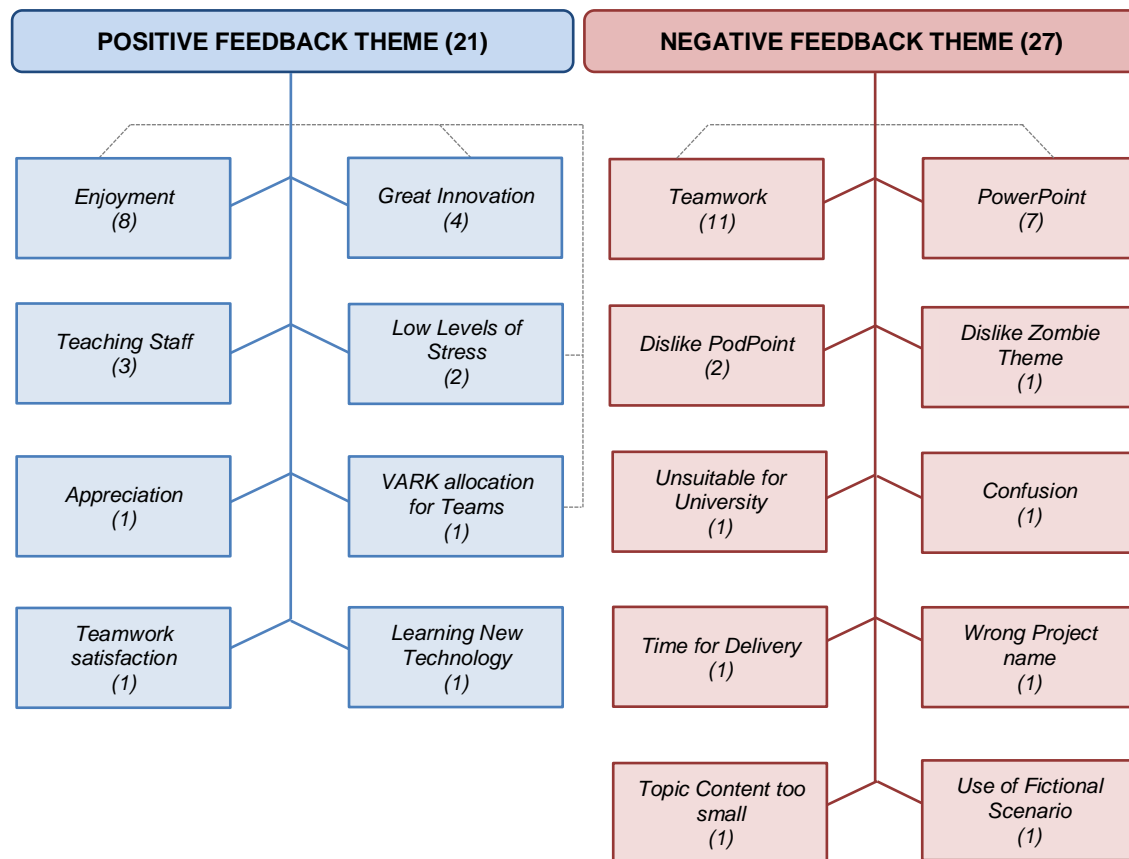 POSITIVE FEEDBACK THEME (21)
Enjoyment
(8)
Great Innovation
(4)
Teaching Staff
(3)
Low Levels of
Stress
(2)
Appreciation
(1)
VARK allocation
for Teams
(1)
Teamwork
satisfaction
(1)
Learning New
Technology
(1)
NEGATIVE FEEDBACK THEME (27)
Teamwork
(11)
PowerPoint
(7)
Dislike PodPoint
(2)
Dislike Zombie
Theme
(1)
Unsuitable for
University
(1)
Confusion
(1)
Time for Delivery
(1)
Wrong Project
name
(1)
Topic Content too
small
(1)
Use of Fictional
Scenario
(1)